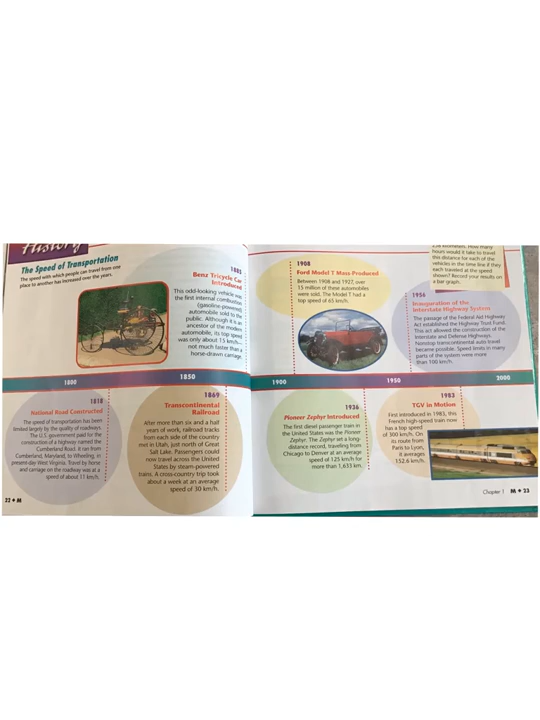 History
The Speed of Transportation
The speed with which people can travel from one
place to another has increased over the years.
1885
Benz Tricycle Car
Introduced
This odd-looking vehicle was
the first internal combustion
(gasoline-powered)
automobile sold to the
public. Although it is an
ancestor of the modern
automobile, its top speed
was only about 15 km/h—
not much faster than a
horse-drawn carriage.
1800
1850
1818
National Road Constructed
The speed of transportation has been
limited largely by the quality of roadways.
The U.S. government paid for the
construction of a highway named the
Cumberland Road. It ran from
Cumberland, Maryland, to Wheeling, in
present-day West Virginia. Travel by horse
and carriage on the roadway was at a
speed of about 11 km/h.
1869
Transcontinental
Railroad
After more than six and a half
years of work, railroad tracks
from each side of the country
met in Utah, just north of Great
Salt Lake. Passengers could
now travel across the United
States by steam-powered
trains. A cross-country trip took
about a week at an average
speed of 30 km/h.
22 ◆ M
1908
Ford Model T Mass-Produced
Between 1908 and 1927, over
15 million of these automobiles
were sold. The Model T had a
top speed of 65 km/h.
kilometers. How many
hours would it take to travel
this distance for each of the
vehicles in the time line if they
each traveled at the speed
shown? Record your results on
a bar graph.
1956
Inauguration of the
Interstate Highway System
The passage of the Federal Aid Highway
Act established the Highway Trust Fund.
This act allowed the construction of the
Interstate and Defense Highways.
Nonstop transcontinental auto travel
became possible. Speed limits in many
parts of the system were more
than 100 km/h.
1900
1950
2000
1936
Pioneer Zephyr Introduced
The first diesel passenger train in
the United States was the Pioneer
Zephyr. The Zephyr set a long-
distance record, traveling from
Chicago to Denver at an average
speed of 125 km/h for
more than 1,633 km.
1983
TGV in Motion
First introduced in 1983, this
French high-speed train now
has a top speed
of 300 km/h. On
its route from
Paris to Lyon,
it averages
152.6 km/h.
Chapter 1 M ◆ 23